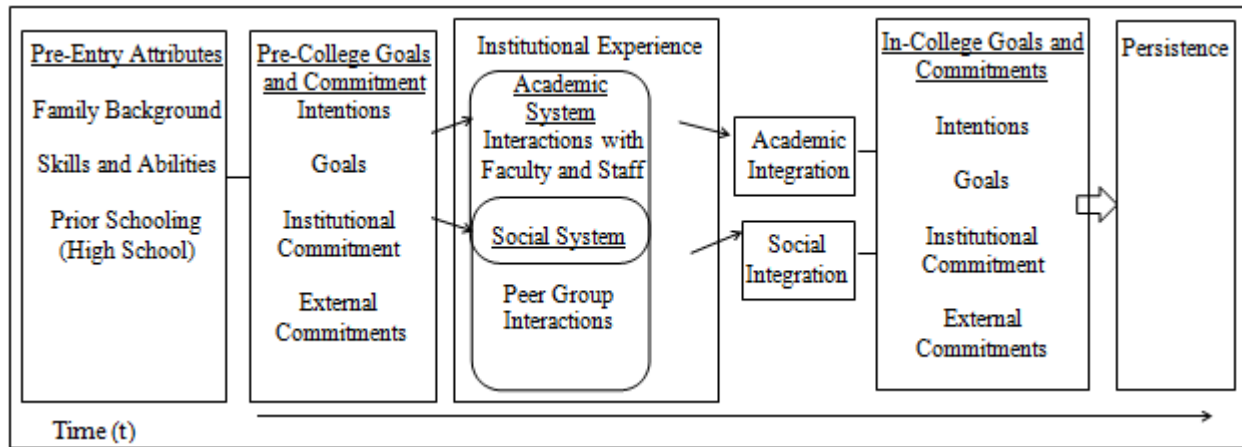 Pre-Entry Attributes
Family Background
Skills and Abilities
Prior Schooling
(High School)
Pre-College Goals
and Commitment
Intentions
Goals
Institutional
Commitment
External
Commitments
Institutional Experience
Academic
System
Interactions with
Faculty and Staff
Social System
Peer Group
Interactions
Academic
Integration
Social
Integration
In-College Goals and
Commitments
Intentions
Goals
Institutional
Commitment
External
Commitments
Persistence
Time (t)